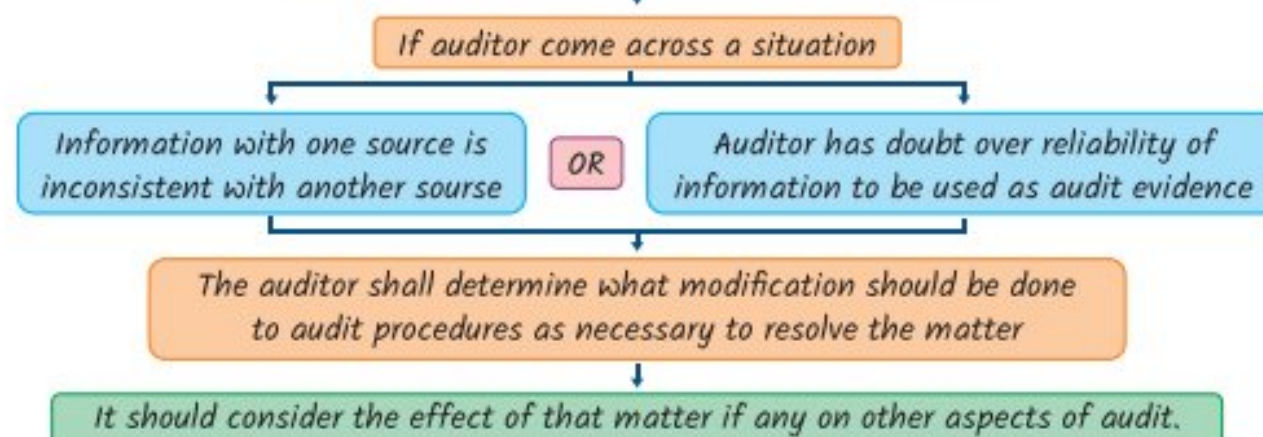 If auditor come across a situation
Information with one source is
inconsistent with another sourse
OR
Auditor has doubt over reliability of
information to be used as audit evidence
The auditor shall determine what modification should be done
to audit procedures as necessary to resolve the matter
It should consider the effect of that matter if any on other aspects of audit.